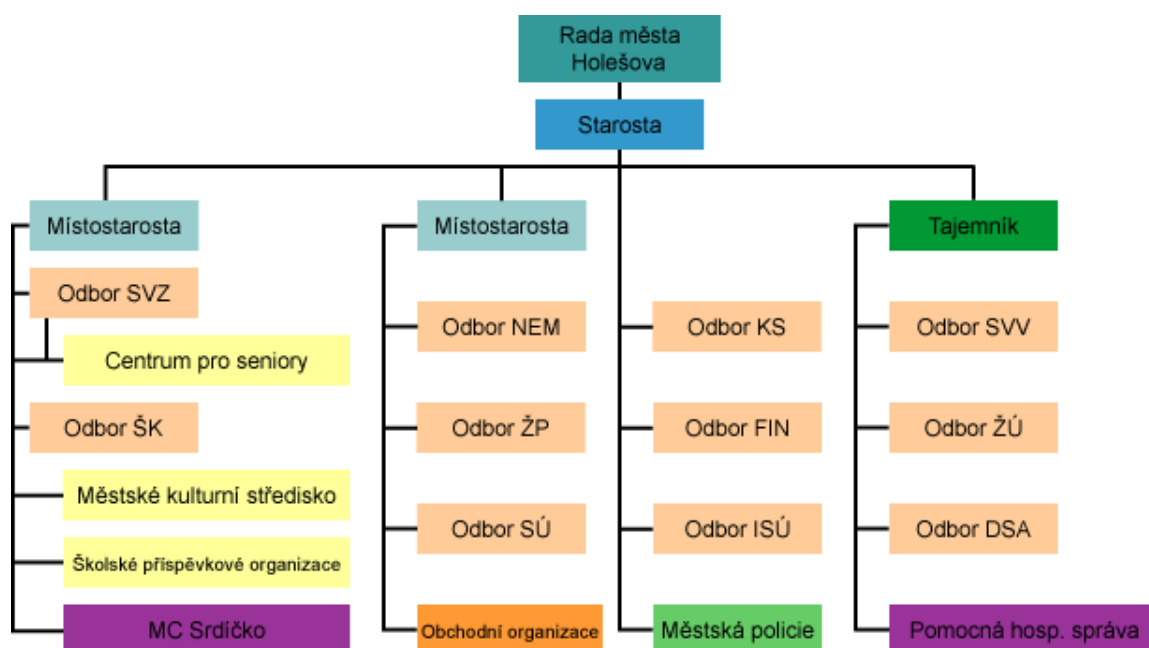 Rada města
Holešova
Starosta
Místostarosta
Odbor SVZ
Centrum pro seniory
Odbor ŠK
Městské kulturní středisko
Školské příspěvkové organizace
MC Srdíčko
Místostarosta
Odbor NEM
Odbor ŽP
Odbor SÚ
Obchodní organizace
Odbor KS
Odbor FIN
Odbor ISÚ
Městská policie
Tajemník
Odbor SVV
Odbor ŽÚ
Odbor DSA
Pomocná hosp. správa